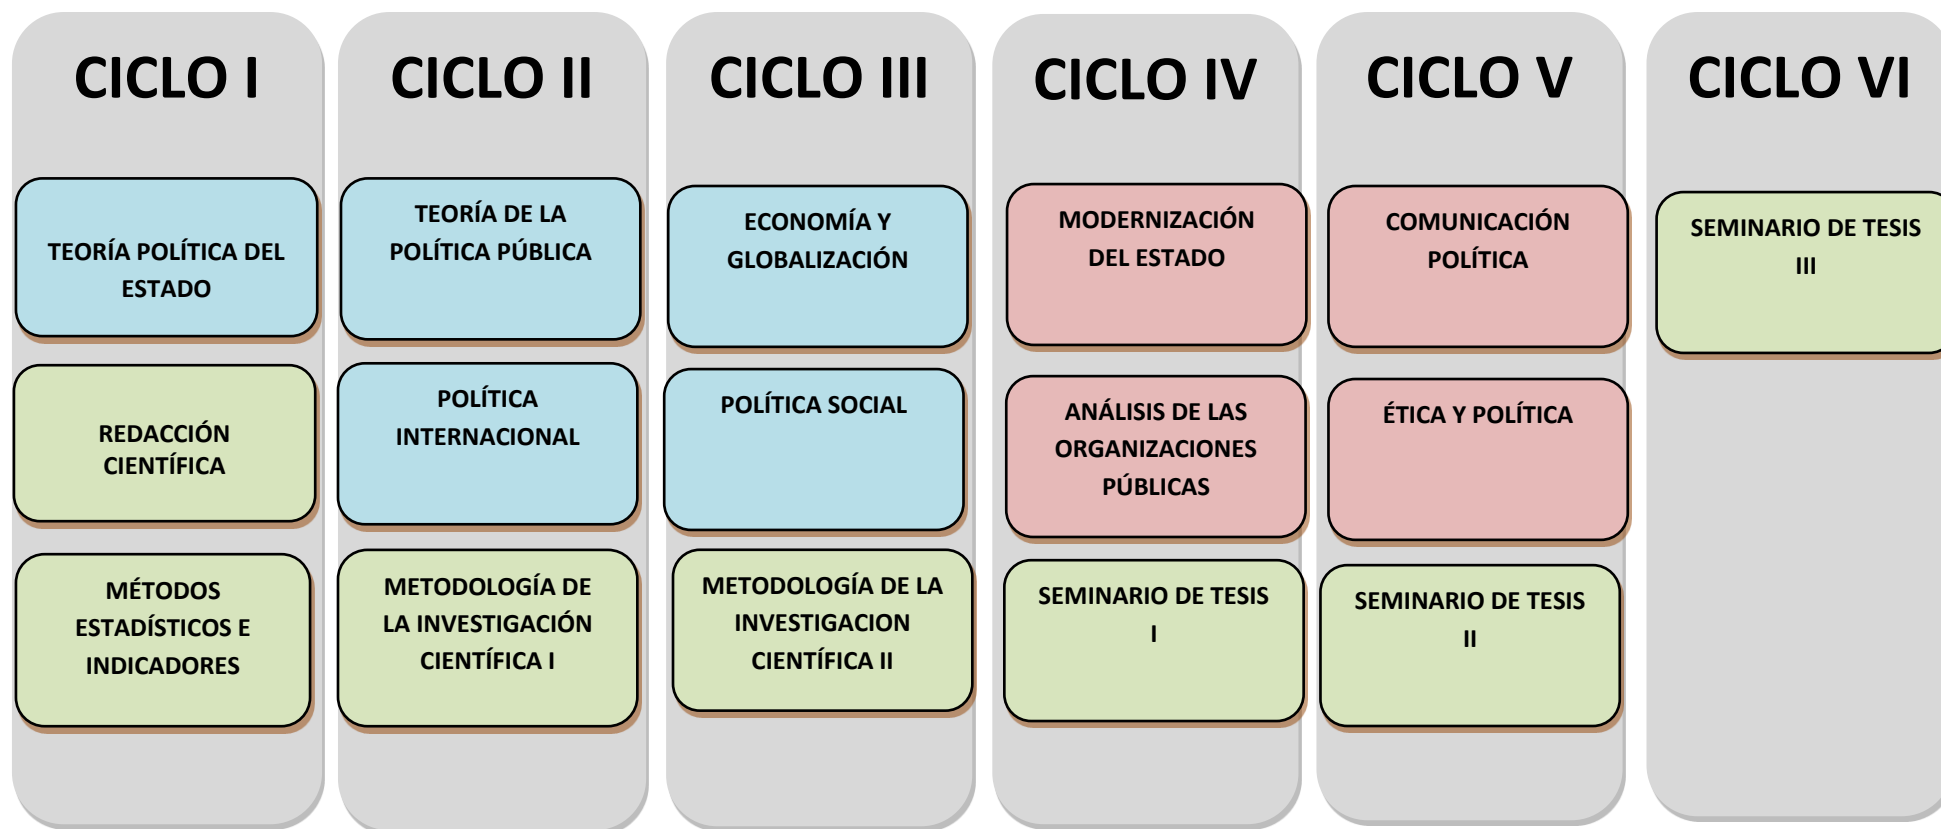 CICLO I
TEORÍA POLÍTICA DEL
ESTADO
REDACCIÓN
CIENTÍFICA
MÉTODOS
ESTADÍSTICOS E
INDICADORES
CICLO II
TEORÍA DE LA
POLÍTICA PÚBLICA
POLÍTICA
INTERNACIONAL
METODOLOGÍA DE
LA INVESTIGACIÓN
CIENTÍFICA I
CICLO III
ECONOMÍA Y
GLOBALIZACIÓN
POLÍTICA SOCIAL
METODOLOGÍA DE LA
INVESTIGACION
CIENTÍFICA II
CICLO IV
MODERNIZACIÓN
DEL ESTADO
ANÁLISIS DE LAS
ORGANIZACIONES
PÚBLICAS
SEMINARIO DE TESIS
I
CICLO V
COMUNICACIÓN
POLÍTICA
ÉTICA Y POLÍTICA
SEMINARIO DE TESIS
II
CICLO VI
SEMINARIO DE TESIS
III